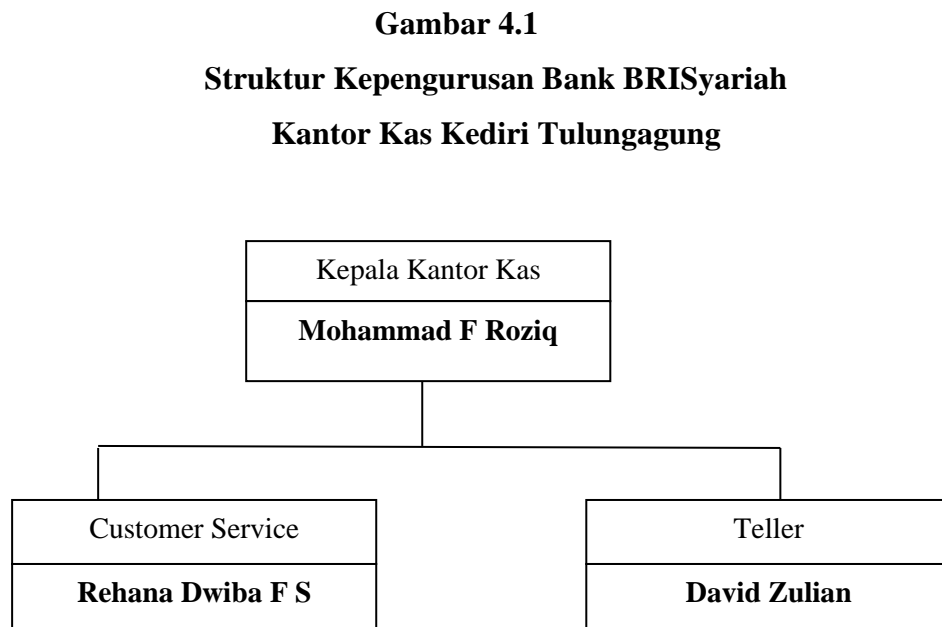 Gambar 4.1
Struktur Kepengurusan Bank BRISyariah
Kantor Kas Kediri Tulungagung
Kepala Kantor Kas
Mohammad F Roziq
Customer Service
Rehana Dwiba F S
Teller
David Zulian